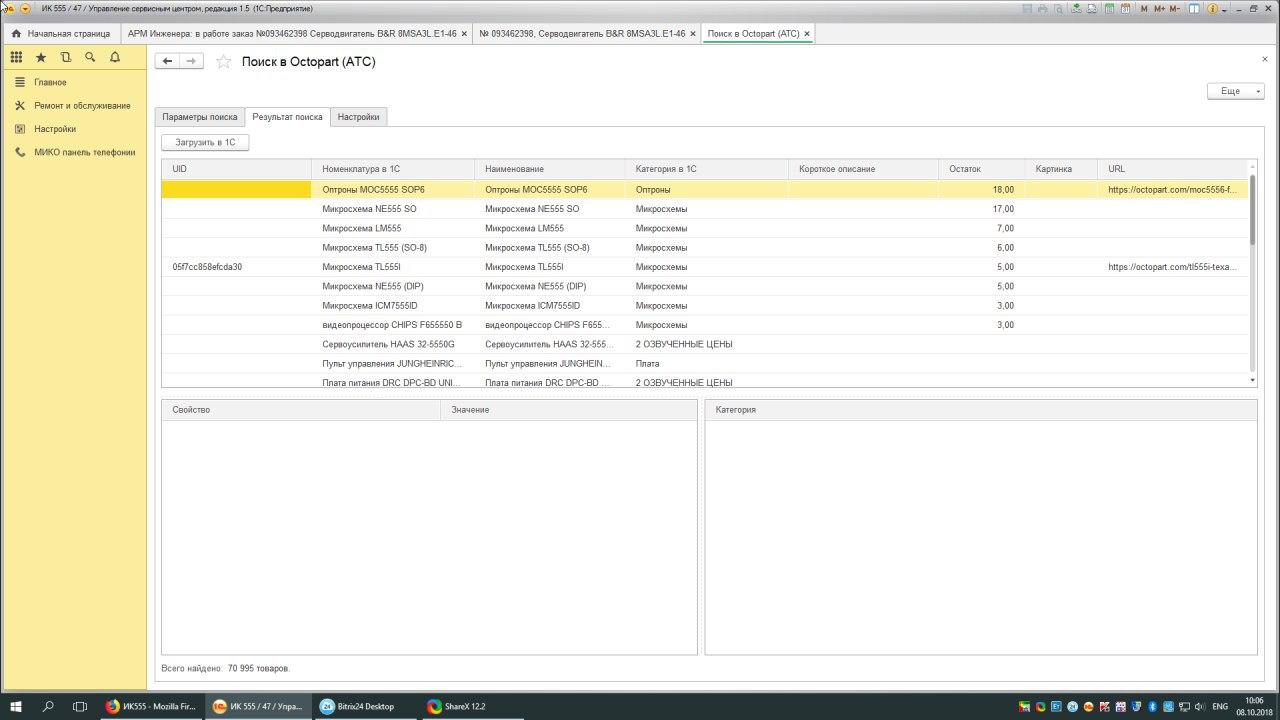 ИК 555 / 47 / Управление сервисным центром, редакция 1.5 (1С:Предприятие)
M M+ M-
Начальная страница
АРМ Инженера: в работе заказ №093462398 Серводвигатель B&R 8MSA3L.E1-46 ×
№ 093462398, Серводвигатель B&R 8MSA3L.E1-46 ×
Поиск в Octopart (АТС) ×
Главное
Ремонт и обслуживание
Настройки
МИКО панель телефонии
Поиск в Octopart (АТС)
Еще
Параметры поиска
Результат поиска
Настройки
Загрузить в 1С
UID Номенклатура в 1С Наименование Категория в 1С Короткое описание Остаток Картинка URL
Оптроны MOC5555 SOP6 Оптроны MOC5555 SOP6 Оптроны 18,00 https://octopart.com/moc5556-f...
Микросхема NE555 SO Микросхема NE555 SO Микросхемы 17,00
Микросхема LM555 Микросхема LM555 Микросхемы 7,00
Микросхема TL555 (SO-8) Микросхема TL555 (SO-8) Микросхемы 6,00
05f7cc858efcda30 Микросхема TL555I Микросхема TL555I Микросхемы 5,00 https://octopart.com/tl555i-texa...
Микросхема NE555 (DIP) Микросхема NE555 (DIP) Микросхемы 5,00
Микросхема ICM7555ID Микросхема ICM7555ID Микросхемы 3,00
видеопроцессор CHIPS F655550 B видеопроцессор CHIPS F655... Микросхемы 3,00
Сервоусилитель HAAS 32-5550G Сервоусилитель HAAS 32-555... 2 ОЗВУЧЕННЫЕ ЦЕНЫ
Пульт управления JUNGHEINRIC... Пульт управления JUNGHEIN... Плата
Плата питания DRC DPC-BD UNI... Плата питания DRC DPC-BD ... 2 ОЗВУЧЕННЫЕ ЦЕНЫ
Свойство Значение
Категория
Всего найдено: 70 995 товаров.
ИК555 - Mozilla Fir...
ИК 555 / 47 / Упра...
Bitrix24 Desktop
ShareX 12.2
ENG
10:06
08.10.2018